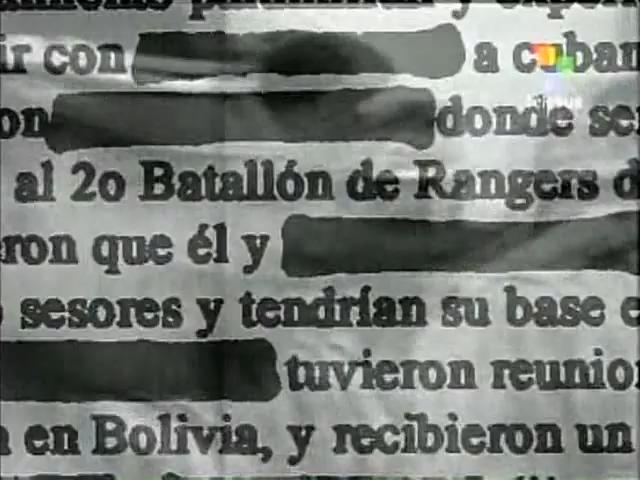 ir con a cuban
on donde se
al 2o Batallón de Rangers d
ron que él y
sesores y tendrían su base e
tuvieron reunio
en Bolivia, y recibieron un